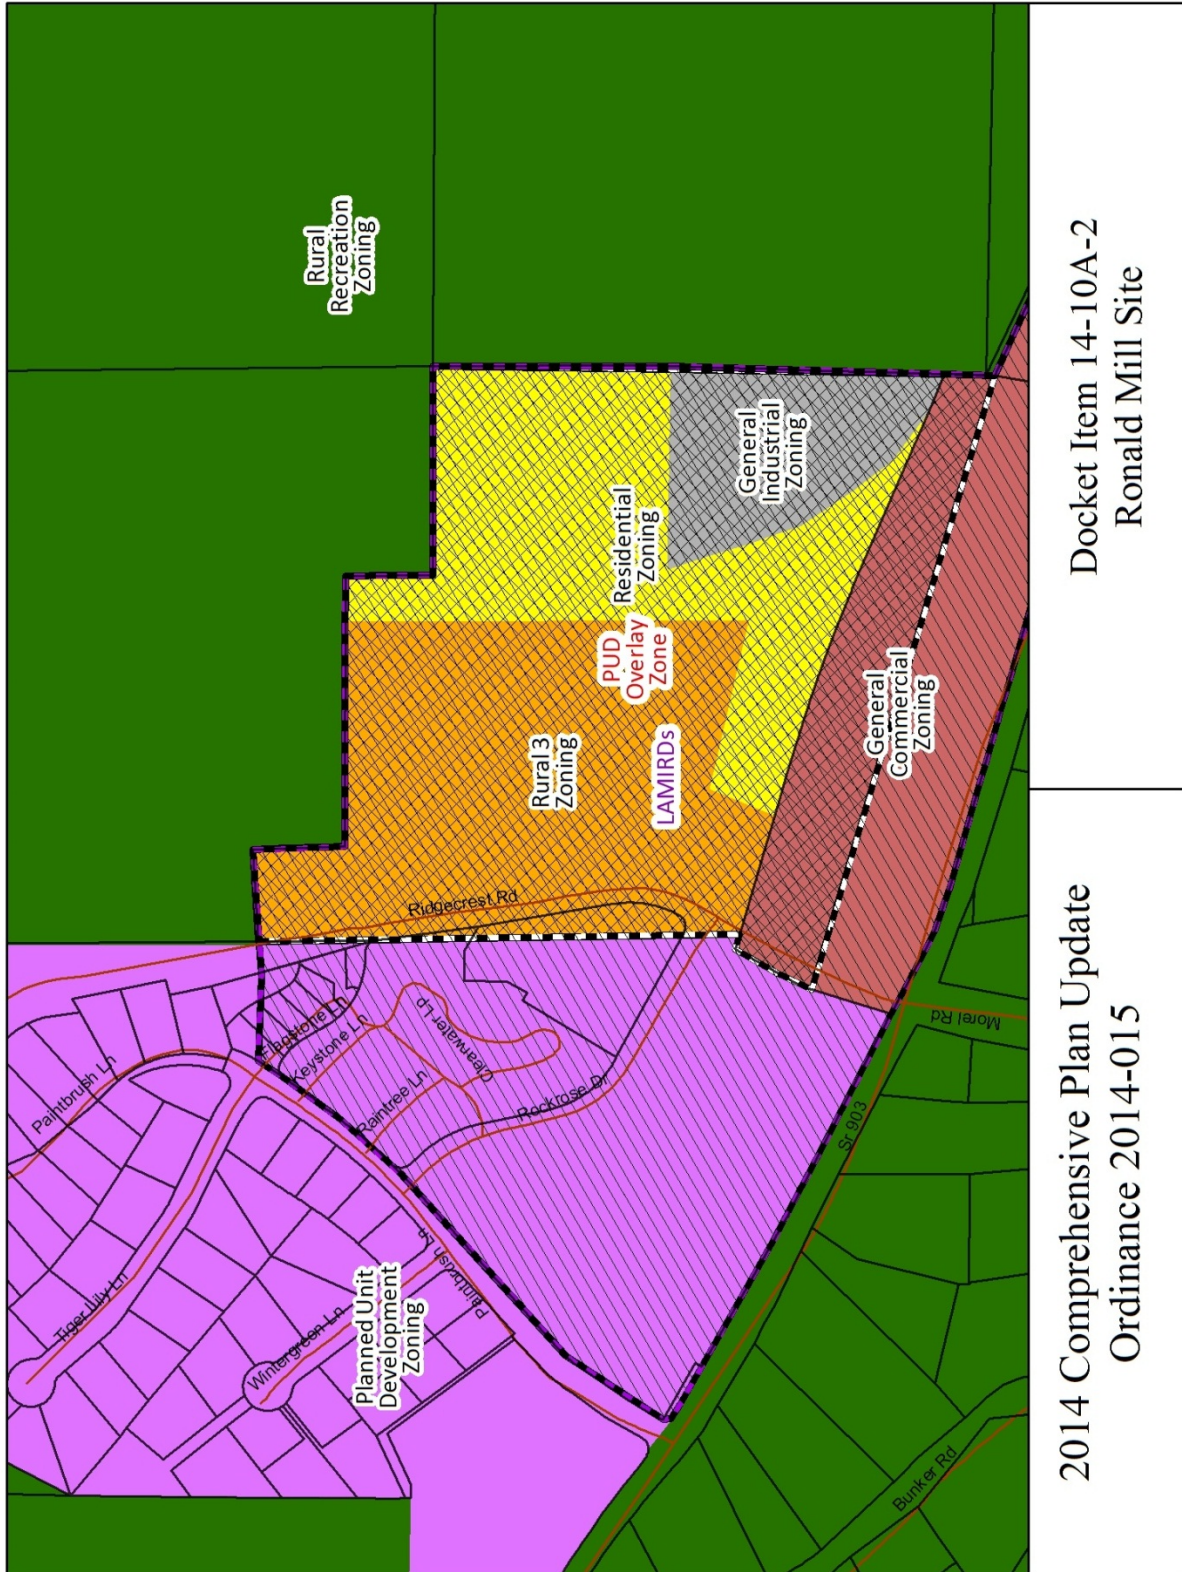 Rural
Recreation
Zoning
General
Industrial
Zoning
Residential
Zoning
PUD
Overlay
Zone
Rural 3
Zoning
LAMIRDs
General
Commercial
Zoning
Ridgecrest Rd
Morel Rd
Flagstone Ln
Keystone Ln
Clearwater Lp
Raintree Ln
Rockrose Dr
Paintbrush Ln
Tiger Lily Ln
Wintergreen Ln
Paintbrush Ln
Planned Unit
Development
Zoning
Sr 903
Bunker Rd
2014 Comprehensive Plan Update
Ordinance 2014-015
Docket Item 14-10A-2
Ronald Mill Site